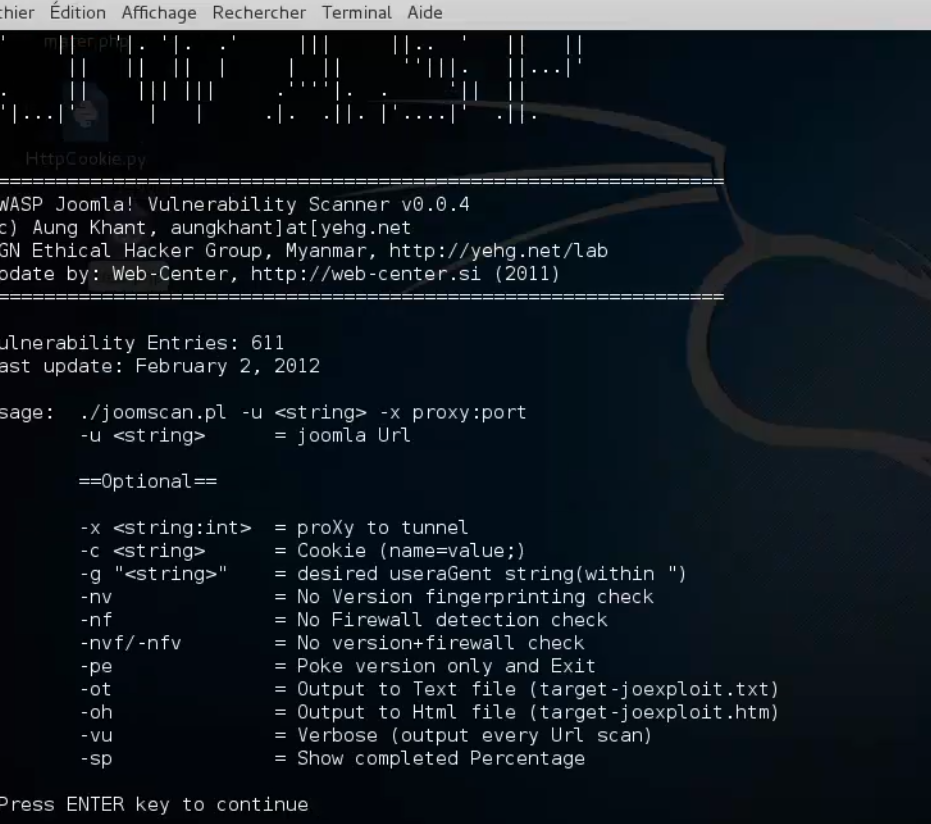 chier Édition Affichage Rechercher Terminal Aide
mater.php
HttpCookie.py
WASP Joomla! Vulnerability Scanner v0.0.4
c) Aung Khant, aungkhant]at[yehg.net
GN Ethical Hacker Group, Myanmar, http://yehg.net/lab
pdate by: Web-Center, http://web-center.si (2011)
ulnerability Entries: 611
ast update: February 2, 2012
sage: ./joomscan.pl -u <string> -x proxy:port
-u <string> = joomla Url
==Optional==
-x <string:int> = proXy to tunnel
-c <string> = Cookie (name=value;)
-g "<string>" = desired useraGent string(within ")
-nv = No Version fingerprinting check
-nf = No Firewall detection check
-nvf/-nfv = No version+firewall check
-pe = Poke version only and Exit
-ot = Output to Text file (target-joexploit.txt)
-oh = Output to Html file (target-joexploit.htm)
-vu = Verbose (output every Url scan)
-sp = Show completed Percentage
Press ENTER key to continue